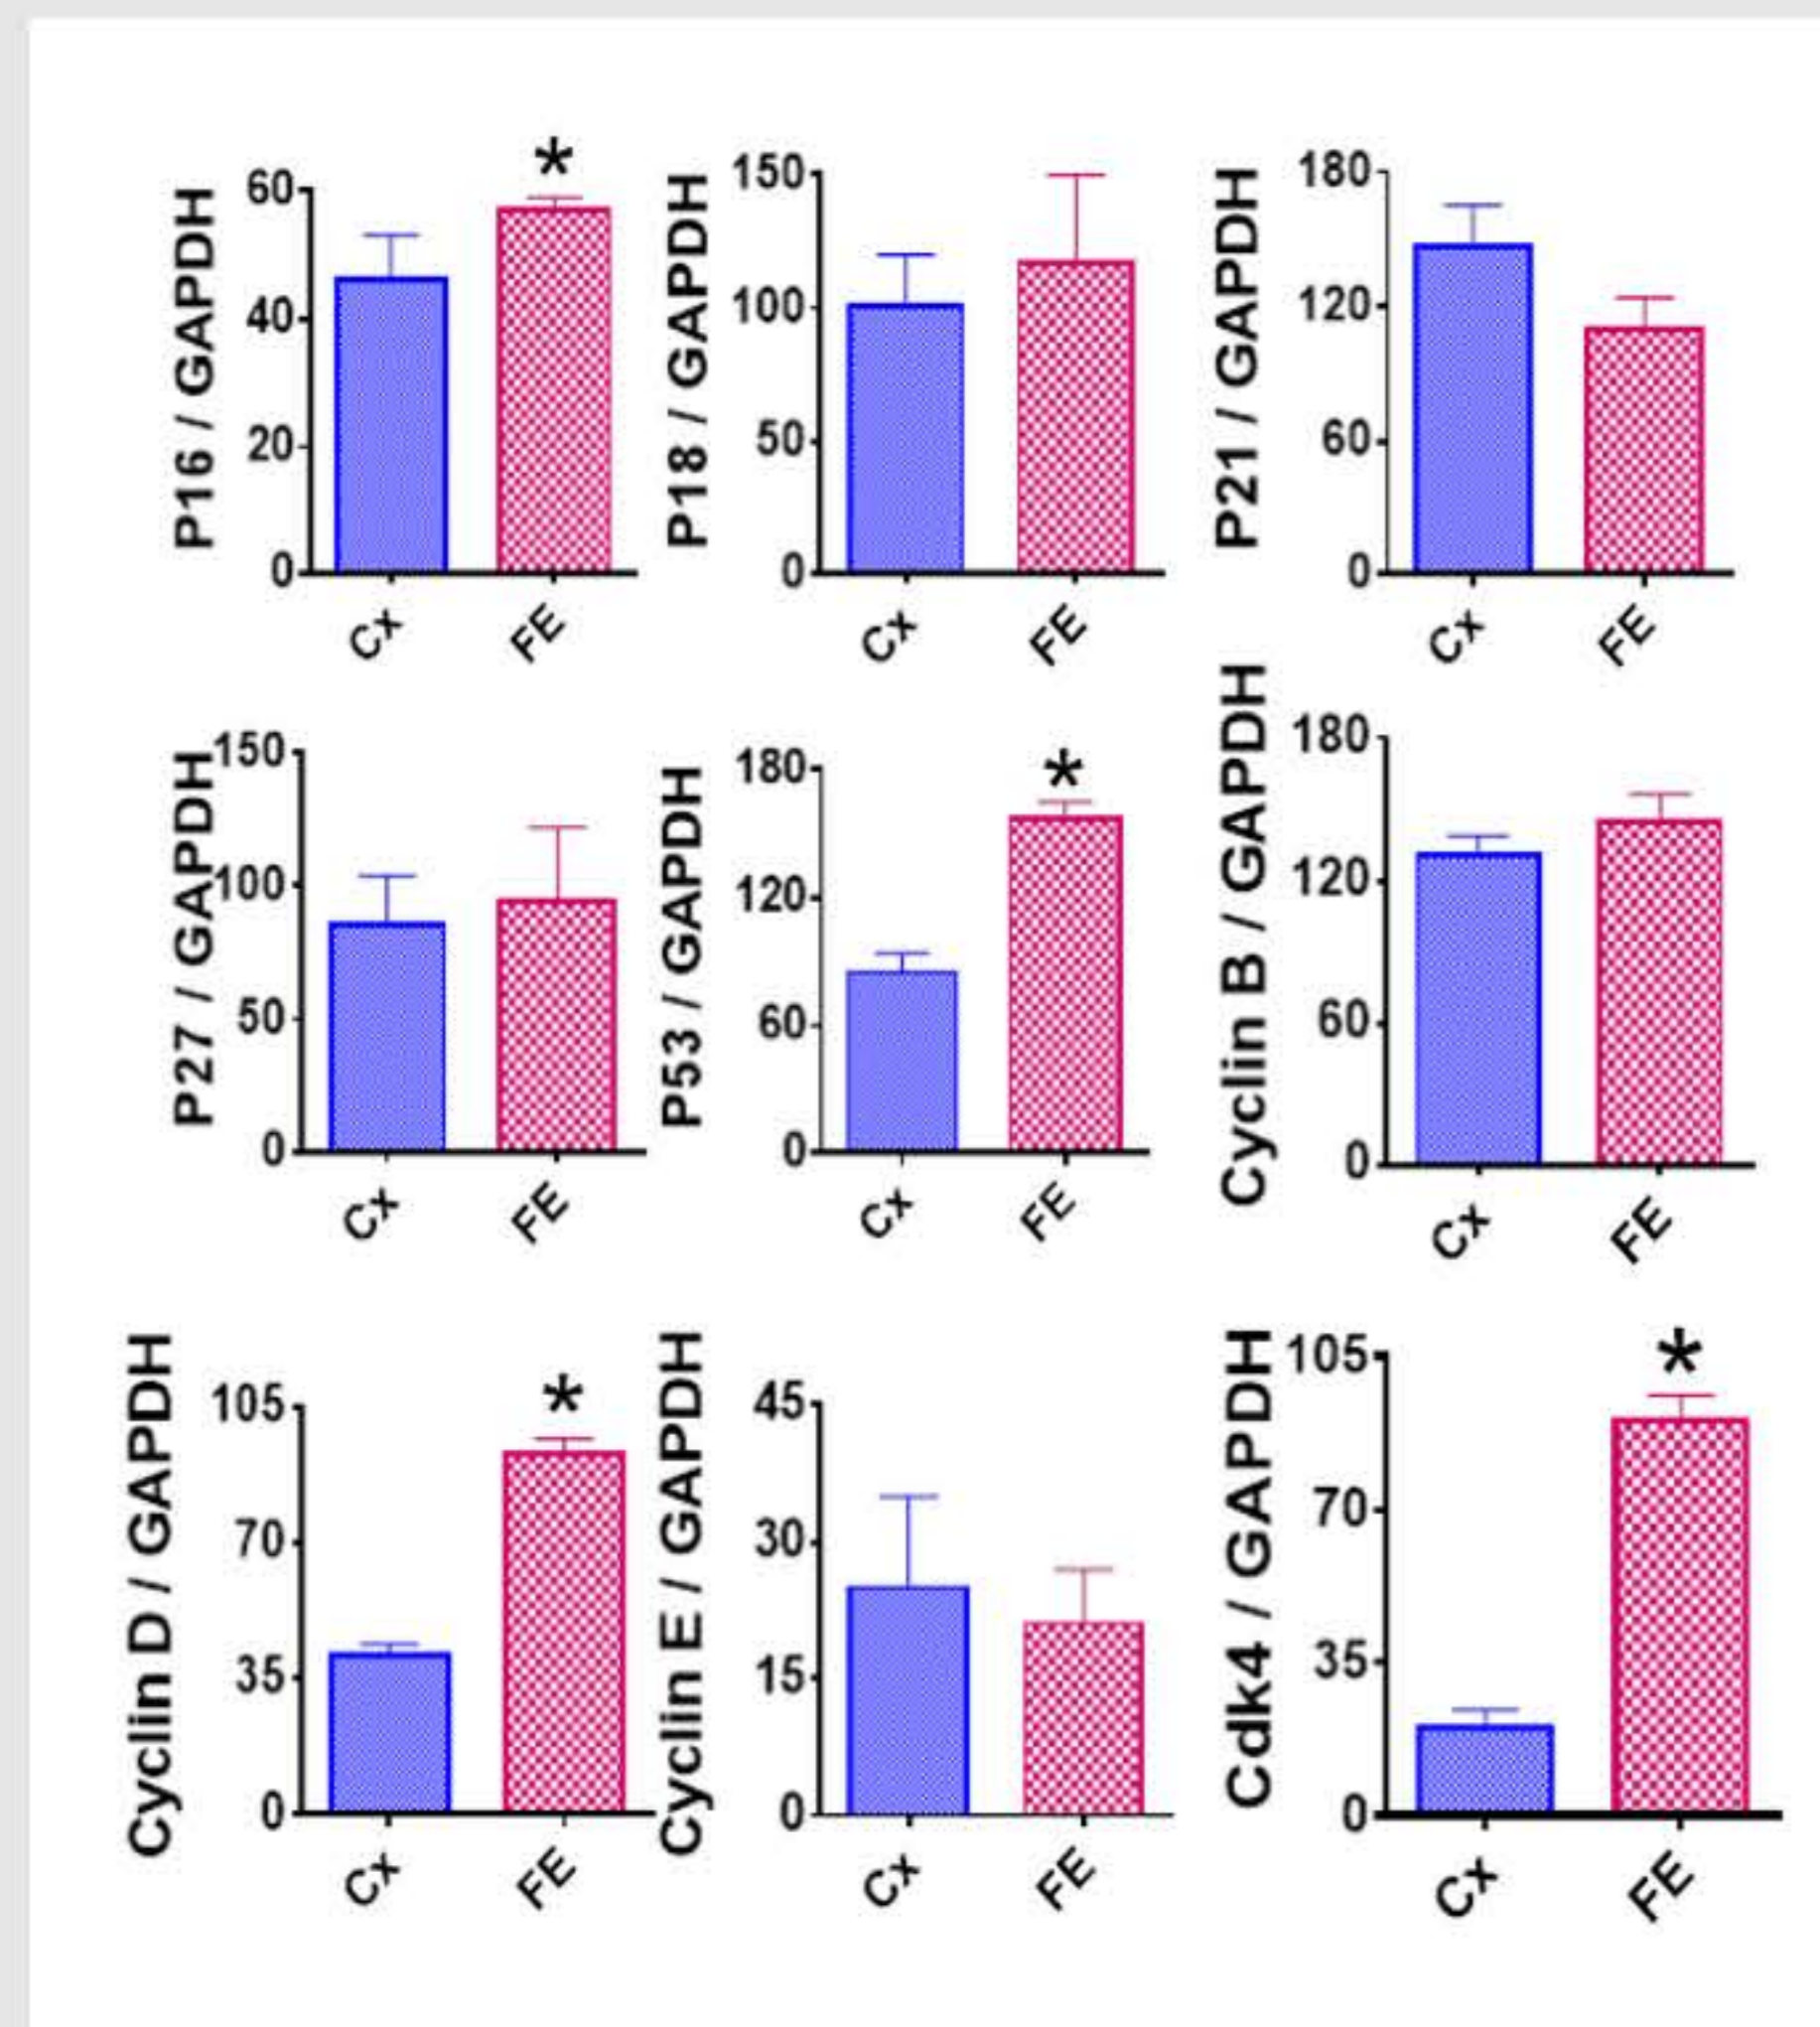 *
P16 / GAPDH
60
40
20
0
Cx
FE
P18 / GAPDH
150
100
50
0
Cx
FE
P21 / GAPDH
180
120
60
0
Cx
FE
P27 / GAPDH
150
100
50
0
Cx
FE
*
P53 / GAPDH
180
120
60
0
Cx
FE
Cyclin B / GAPDH
180
120
60
0
Cx
FE
*
Cyclin D / GAPDH
105
70
35
0
Cx
FE
Cyclin E / GAPDH
45
30
15
0
Cx
FE
*
Cdk4 / GAPDH
105
70
35
0
Cx
FE